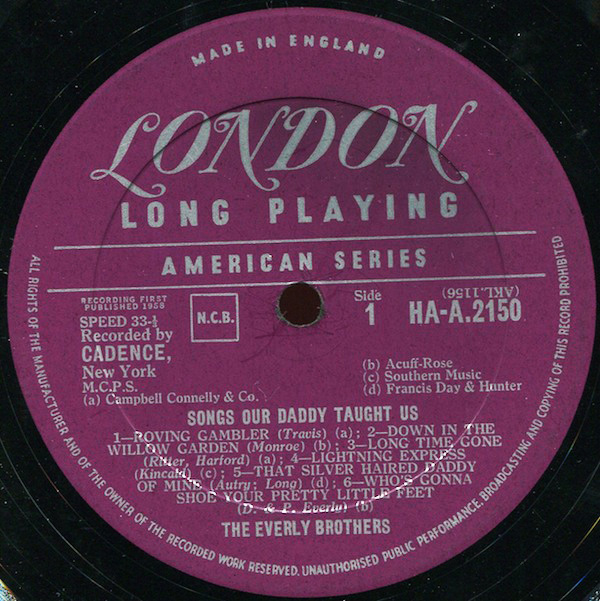 MADE IN ENGLAND
LONDON
LONG PLAYING
AMERICAN SERIES
RECORDING FIRST
PUBLISHED 1958
SPEED 33-⅓
Recorded by
CADENCE,
New York
M.C.P.S.
(a) Campbell Connelly & Co.
N.C.B.
Side
1
(AKL.1156)
HA-A.2150
(b) Acuff-Rose
(c) Southern Music
(d) Francis Day & Hunter
SONGS OUR DADDY TAUGHT US
1—ROVING GAMBLER (Travis) (a); 2—DOWN IN THE
WILLOW GARDEN (Monroe) (b); 3—LONG TIME GONE
(Ritter, Harford) (a); 4—LIGHTNING EXPRESS
(Kincaid) (c); 5—THAT SILVER HAIRED DADDY
OF MINE (Autry; Long) (d); 6—WHO'S GONNA
SHOE YOUR PRETTY LITTLE FEET
(D. & P. Everly) (b)
THE EVERLY BROTHERS
ALL RIGHTS OF THE MANUFACTURER AND OF THE OWNER OF THE RECORDED WORK RESERVED. UNAUTHORISED PUBLIC PERFORMANCE, BROADCASTING AND COPYING OF THIS RECORD PROHIBITED